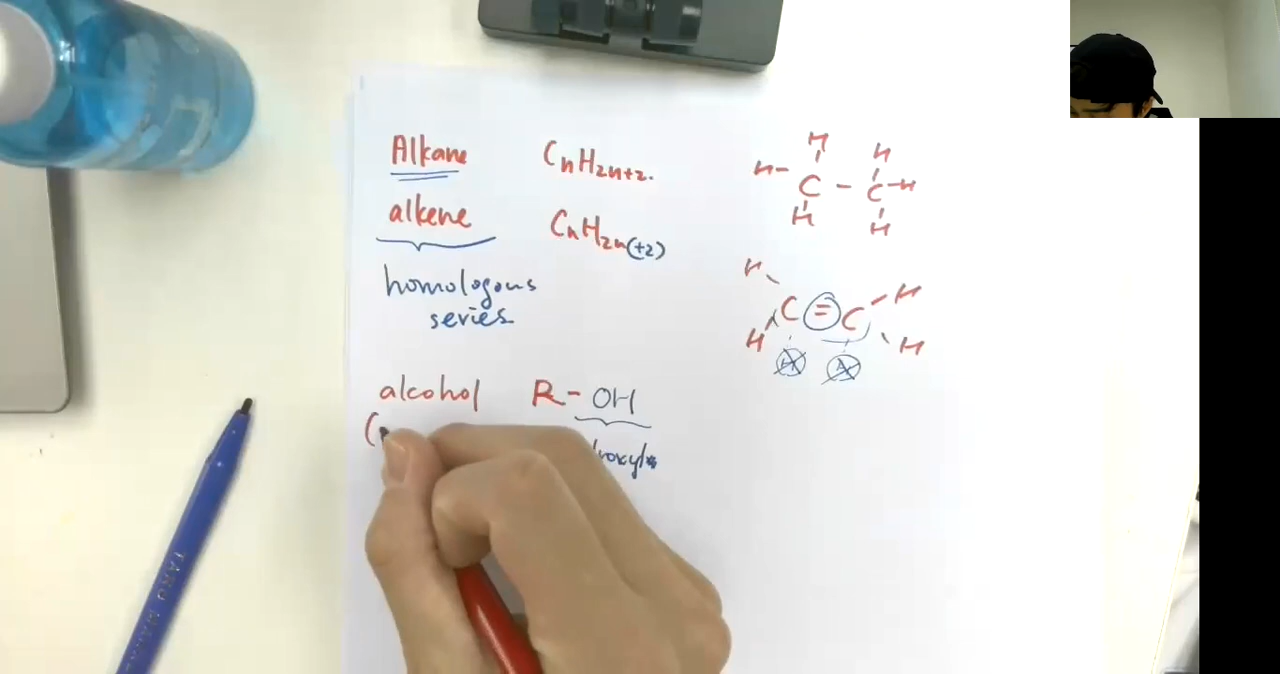 Alkane CnH2n+2.
alkene CnH2n(+2)
homologous
series
alcohol R-OH
(
H
H
H-C-C-H
H
H
H
H
C=C
H
H